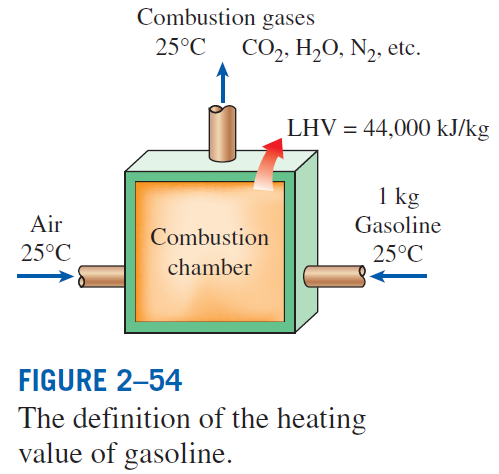 Combustion gases
25°C CO₂, H₂O, N₂, etc.
LHV = 44,000 kJ/kg
1 kg
Gasoline
25°C
Air
25°C
Combustion
chamber
FIGURE 2–54
The definition of the heating
value of gasoline.